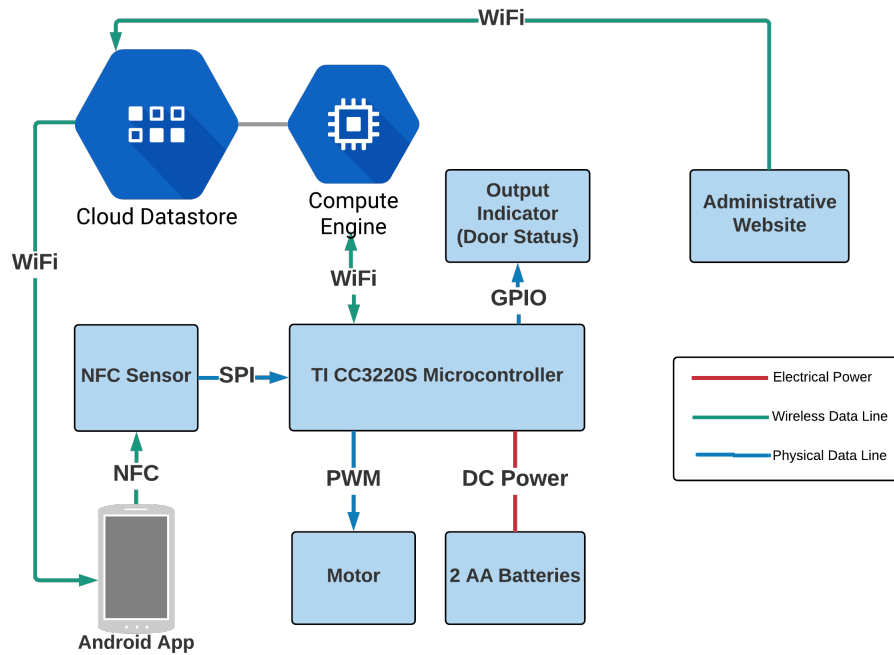 WiFi
Cloud Datastore
Compute
Engine
Output
Indicator
(Door Status)
Administrative
Website
WiFi
WiFi
GPIO
NFC Sensor
SPI
TI CC3220S Microcontroller
Electrical Power
Wireless Data Line
Physical Data Line
NFC
PWM
DC Power
Motor
2 AA Batteries
Android App